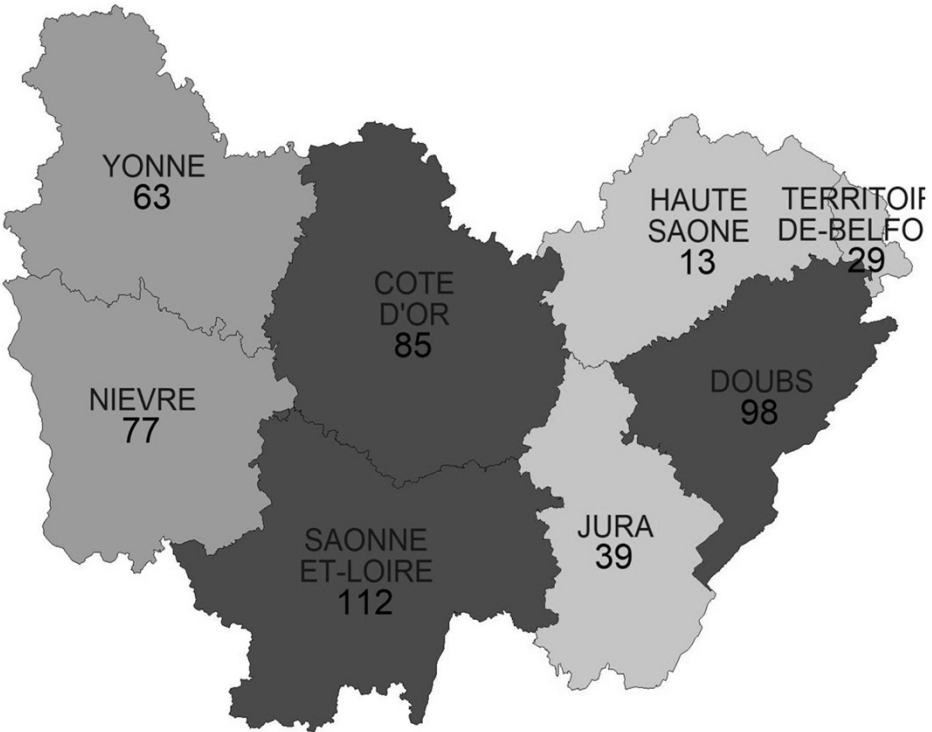 YONNE
63
COTE
D'OR
85
HAUTE
SAONE
13
TERRITOIR
DE-BELFO
29
NIEVRE
77
DOUBS
98
SAONNE
ET-LOIRE
112
JURA
39